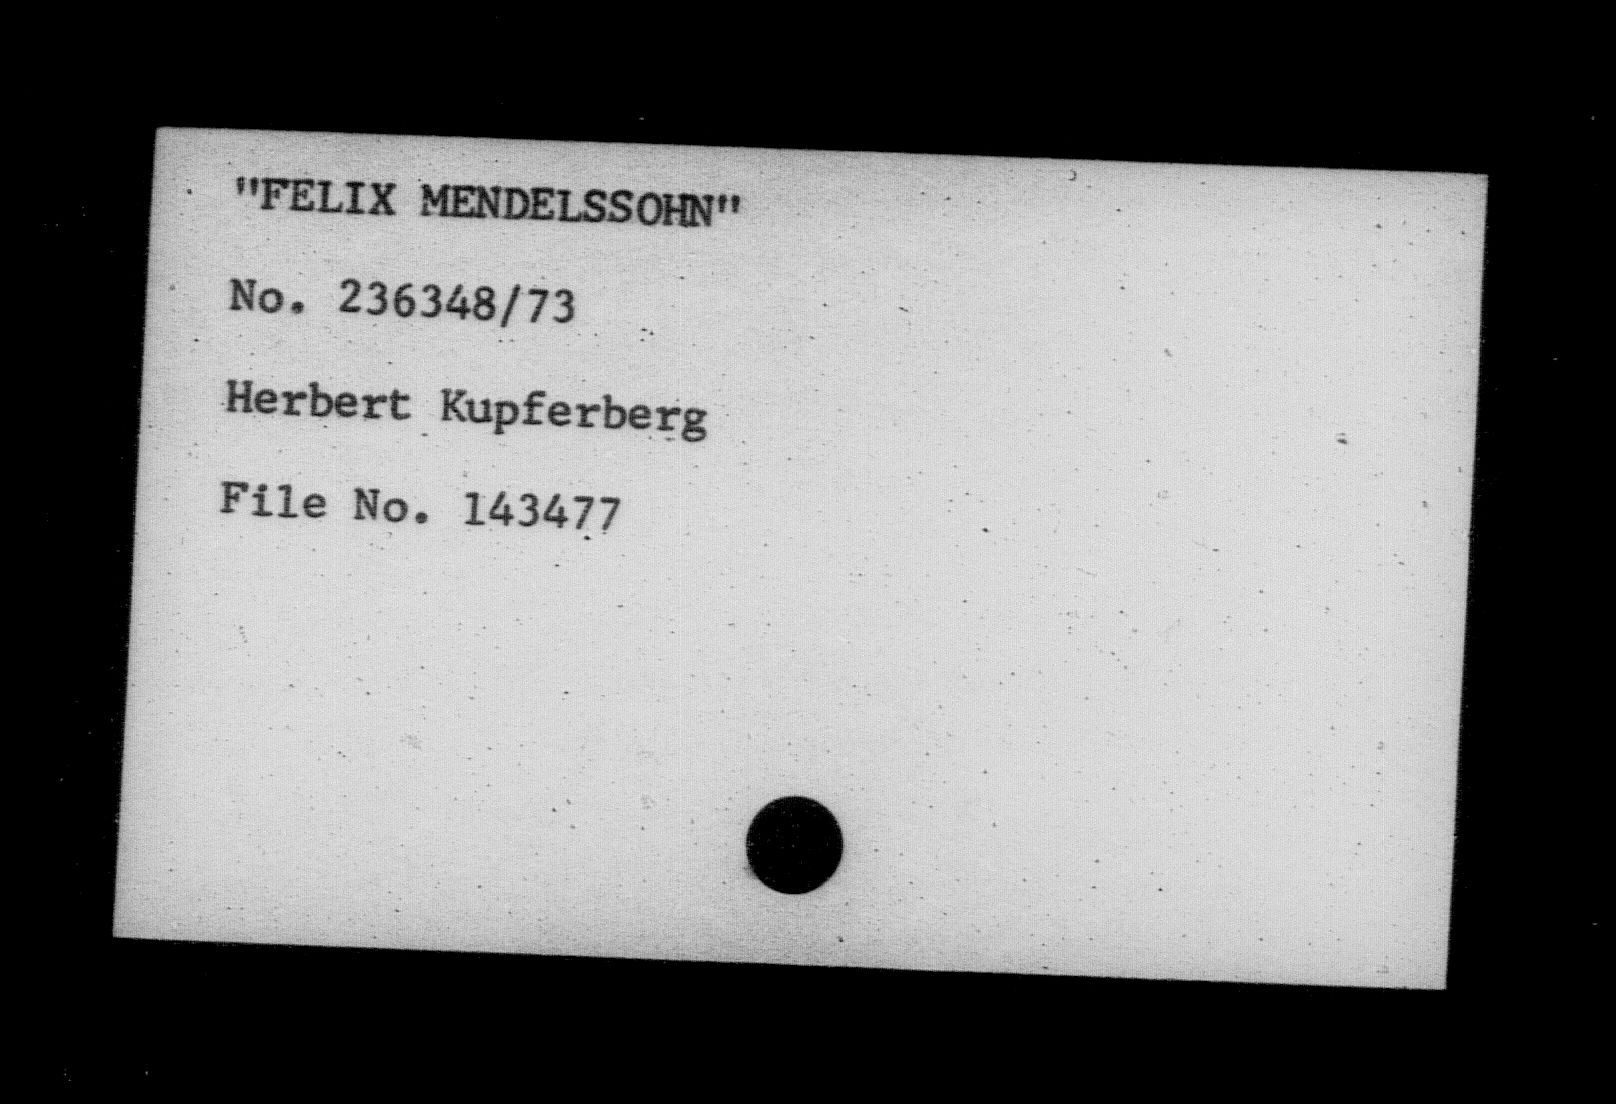 "FELIX MENDELSSOHN"
No. 236348/73
Herbert Kupferberg
File No. 143477